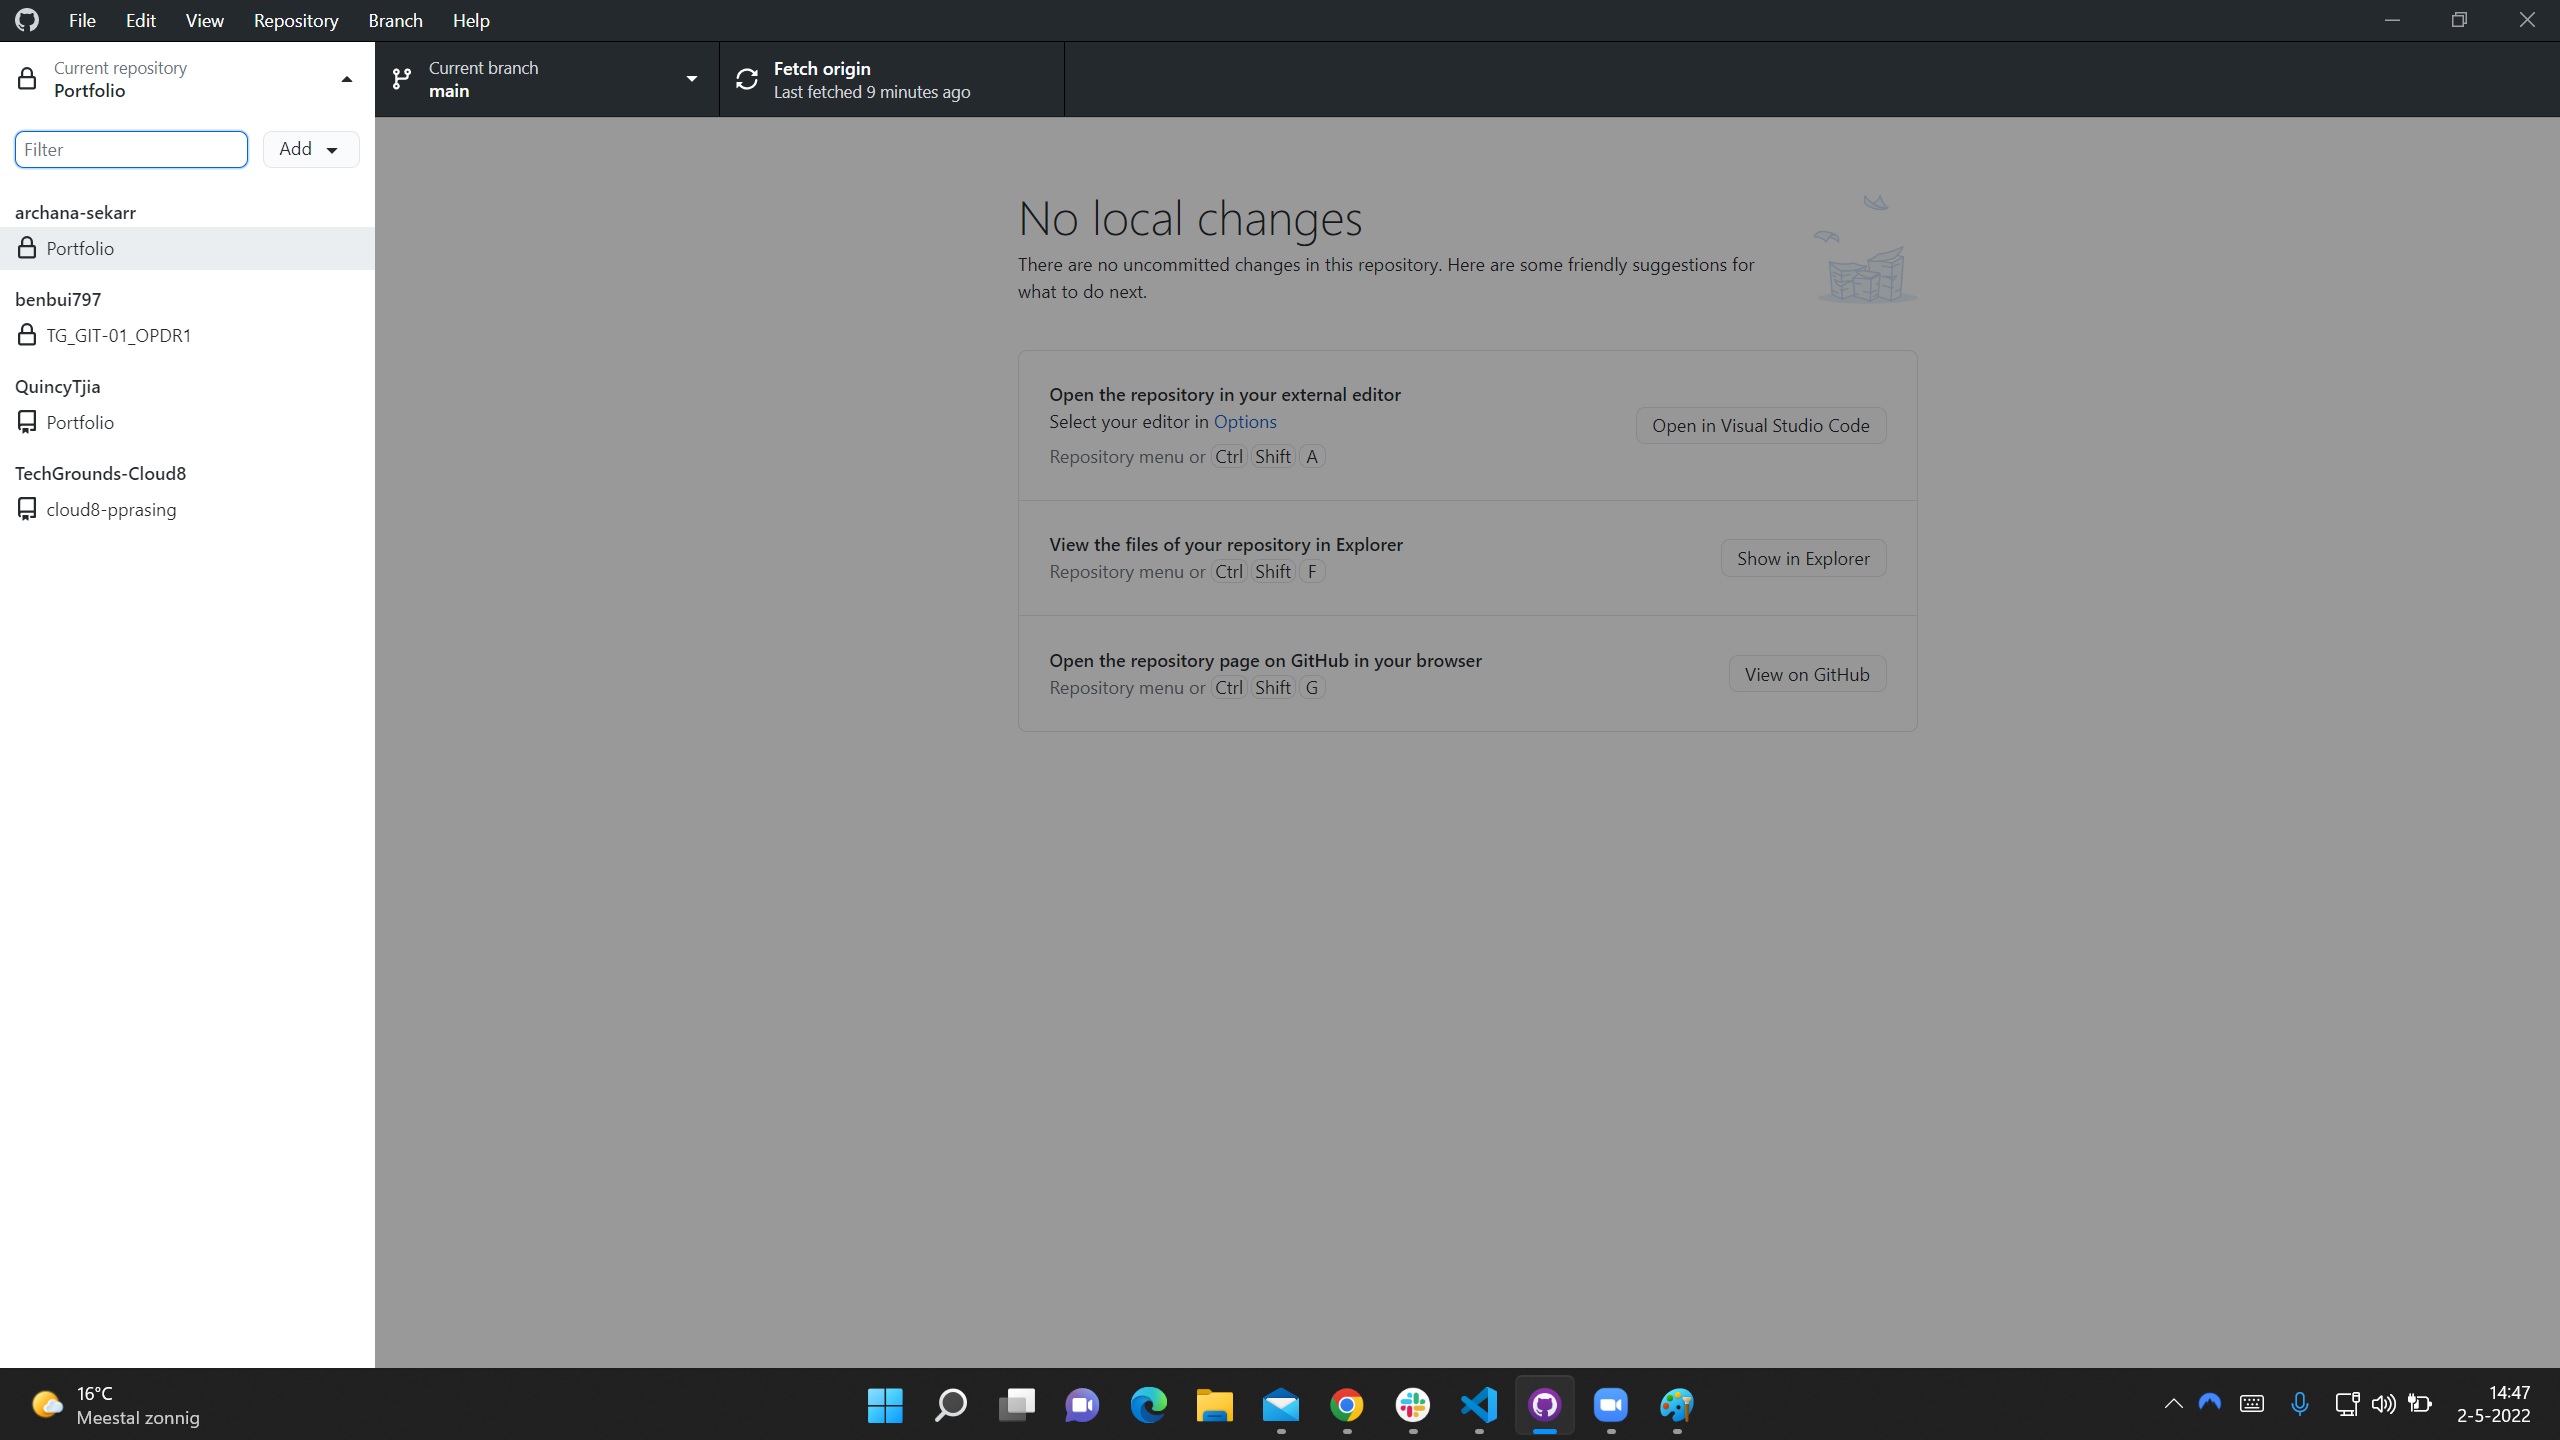 File Edit View Repository Branch Help
Current repository
Portfolio
Current branch
main
Fetch origin
Last fetched 9 minutes ago
Filter
Add
archana-sekarr
Portfolio
benbui797
TG_GIT-01_OPDR1
QuincyTjia
Portfolio
TechGrounds-Cloud8
cloud8-pprasing
No local changes
There are no uncommitted changes in this repository. Here are some friendly suggestions for
what to do next.
Open the repository in your external editor
Select your editor in Options
Repository menu or Ctrl Shift A
Open in Visual Studio Code
View the files of your repository in Explorer
Repository menu or Ctrl Shift F
Show in Explorer
Open the repository page on GitHub in your browser
Repository menu or Ctrl Shift G
View on GitHub
16°C
Meestal zonnig
14:47
2-5-2022